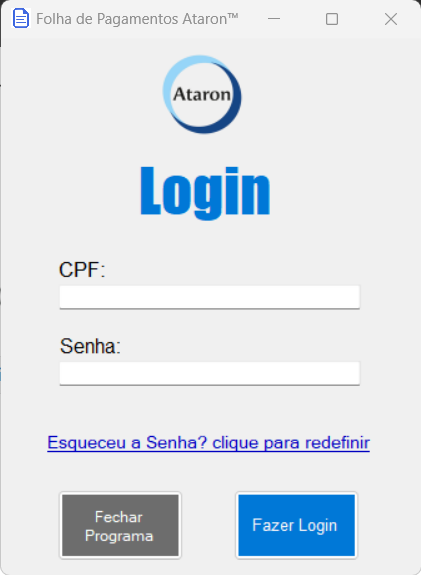 Folha de Pagamentos Ataron™
Ataron
Login
CPF:
Senha:
Esqueceu a Senha? clique para redefinir
Fechar
Programa
Fazer Login